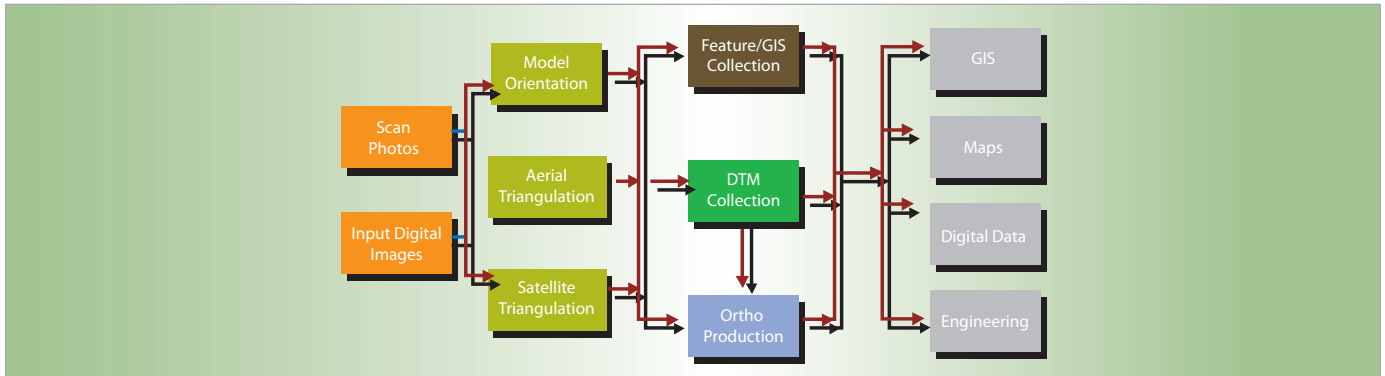 Scan
Photos
Input Digital
Images
Model
Orientation
Aerial
Triangulation
Satellite
Triangulation
Feature/GIS
Collection
DTM
Collection
Ortho
Production
GIS
Maps
Digital Data
Engineering